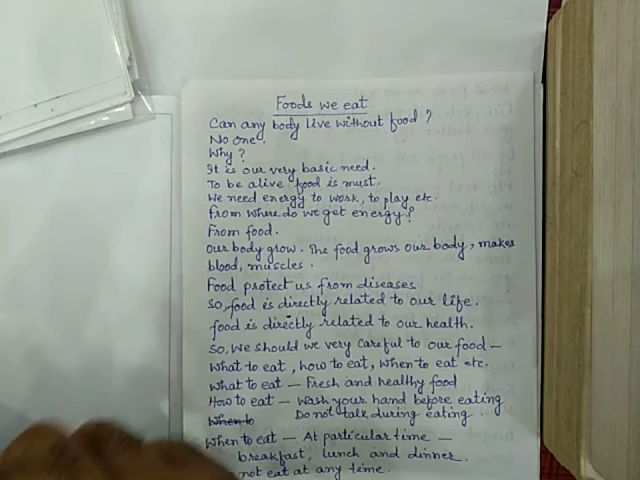 Foods we eat
Can any body live without food ?
No one.
Why ?
It is our very basic need.
To be alive food is must.
We need energy to work, to play etc.
From where do we get energy?
From food.
Our body grow. The food grows our body, makes
blood, muscles.
Food protect us from diseases
So, food is directly related to our life.
food is directly related to our health.
So, we should we very careful to our food —
What to eat, how to eat, when to eat etc.
What to eat — Fresh and healthy food
How to eat — Wash your hand before eating
When to Do not talk during eating.
When to eat — At particular time —
breakfast, lunch and dinner.
not eat at any time.